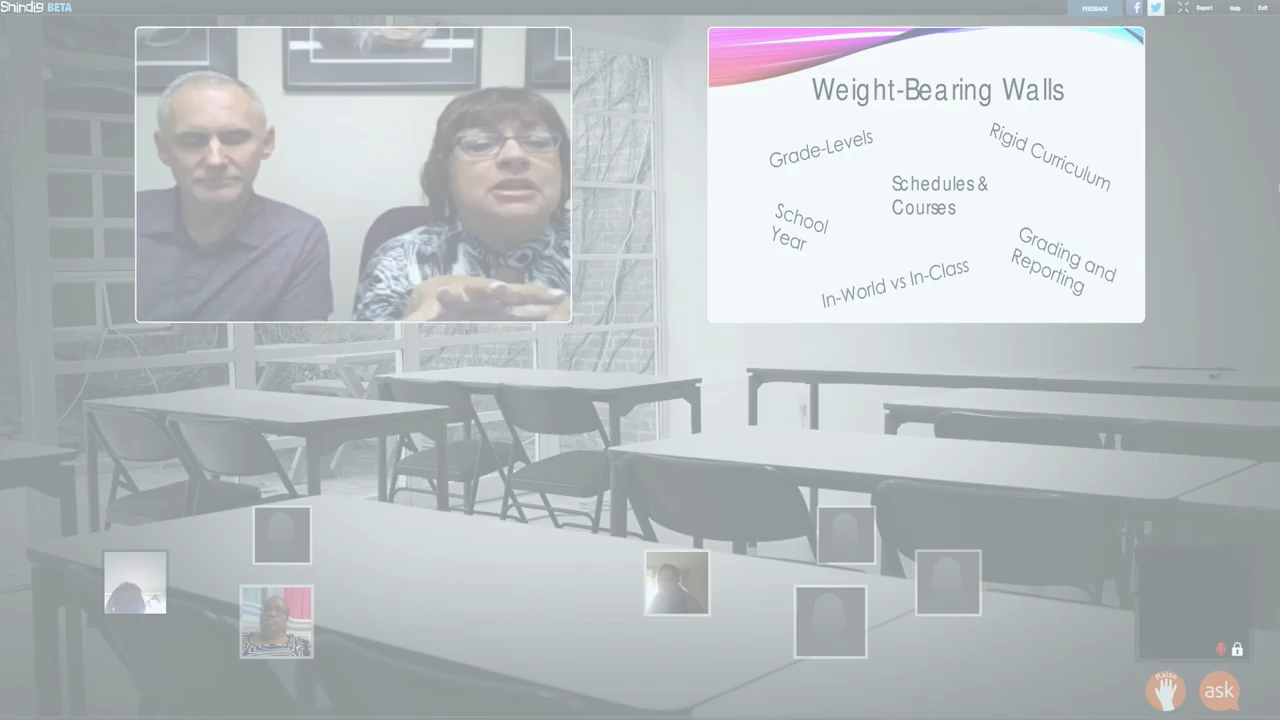 Shindig BETA
FEEDBACK
Report
Help
Exit
Weight-Bearing Walls
Grade-Levels
Rigid Curriculum
Schedules &
Courses
School
Year
Grading and
Reporting
In-World vs In-Class
Raise
ask